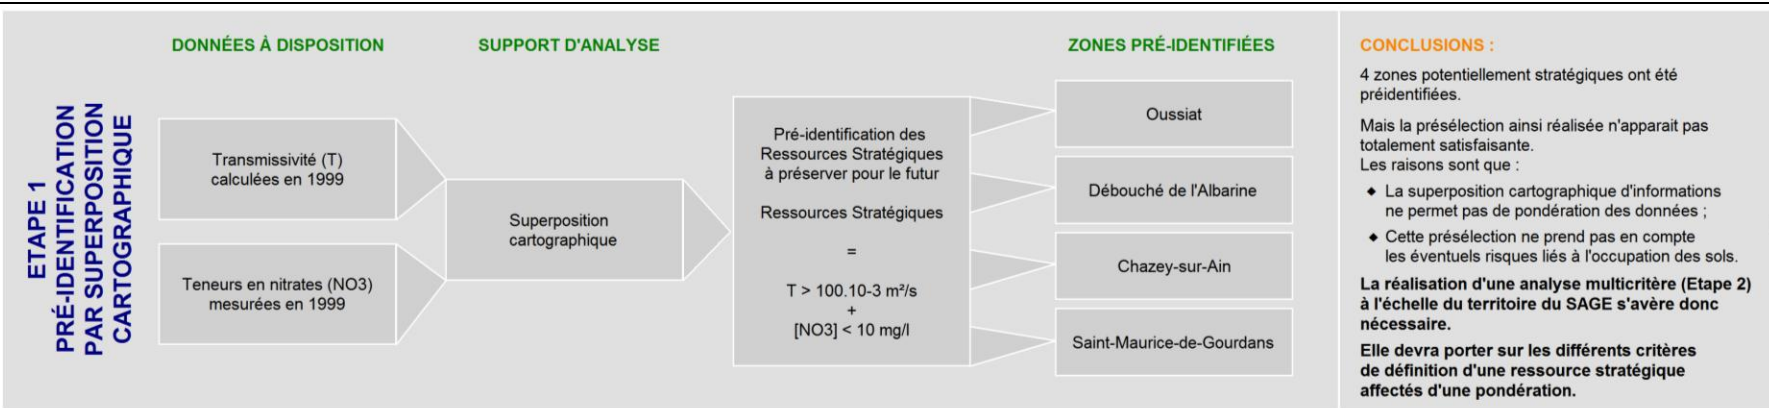 ETAPE 1
PRÉ-IDENTIFICATION
PAR SUPERPOSITION
CARTOGRAPHIQUE
DONNÉES À DISPOSITION
Transmissivité (T)
calculées en 1999
Teneurs en nitrates (NO3)
mesurées en 1999
SUPPORT D'ANALYSE
Superposition
cartographique
Pré-identification des
Ressources Stratégiques
à préserver pour le futur
Ressources Stratégiques
=
T > 100.10-3 m²/s
+
[NO3] < 10 mg/l
ZONES PRÉ-IDENTIFIÉES
Oussiat
Débouché de l'Albarine
Chazey-sur-Ain
Saint-Maurice-de-Gourdans
CONCLUSIONS :
4 zones potentiellement stratégiques ont été
préidentifiées.
Mais la présélection ainsi réalisée n'apparait pas
totalement satisfaisante.
Les raisons sont que :
◆ La superposition cartographique d'informations
ne permet pas de pondération des données ;
◆ Cette présélection ne prend pas en compte
les éventuels risques liés à l'occupation des sols.
La réalisation d'une analyse multicritère (Etape 2)
à l'échelle du territoire du SAGE s'avère donc
nécessaire.
Elle devra porter sur les différents critères
de définition d'une ressource stratégique
affectés d'une pondération.